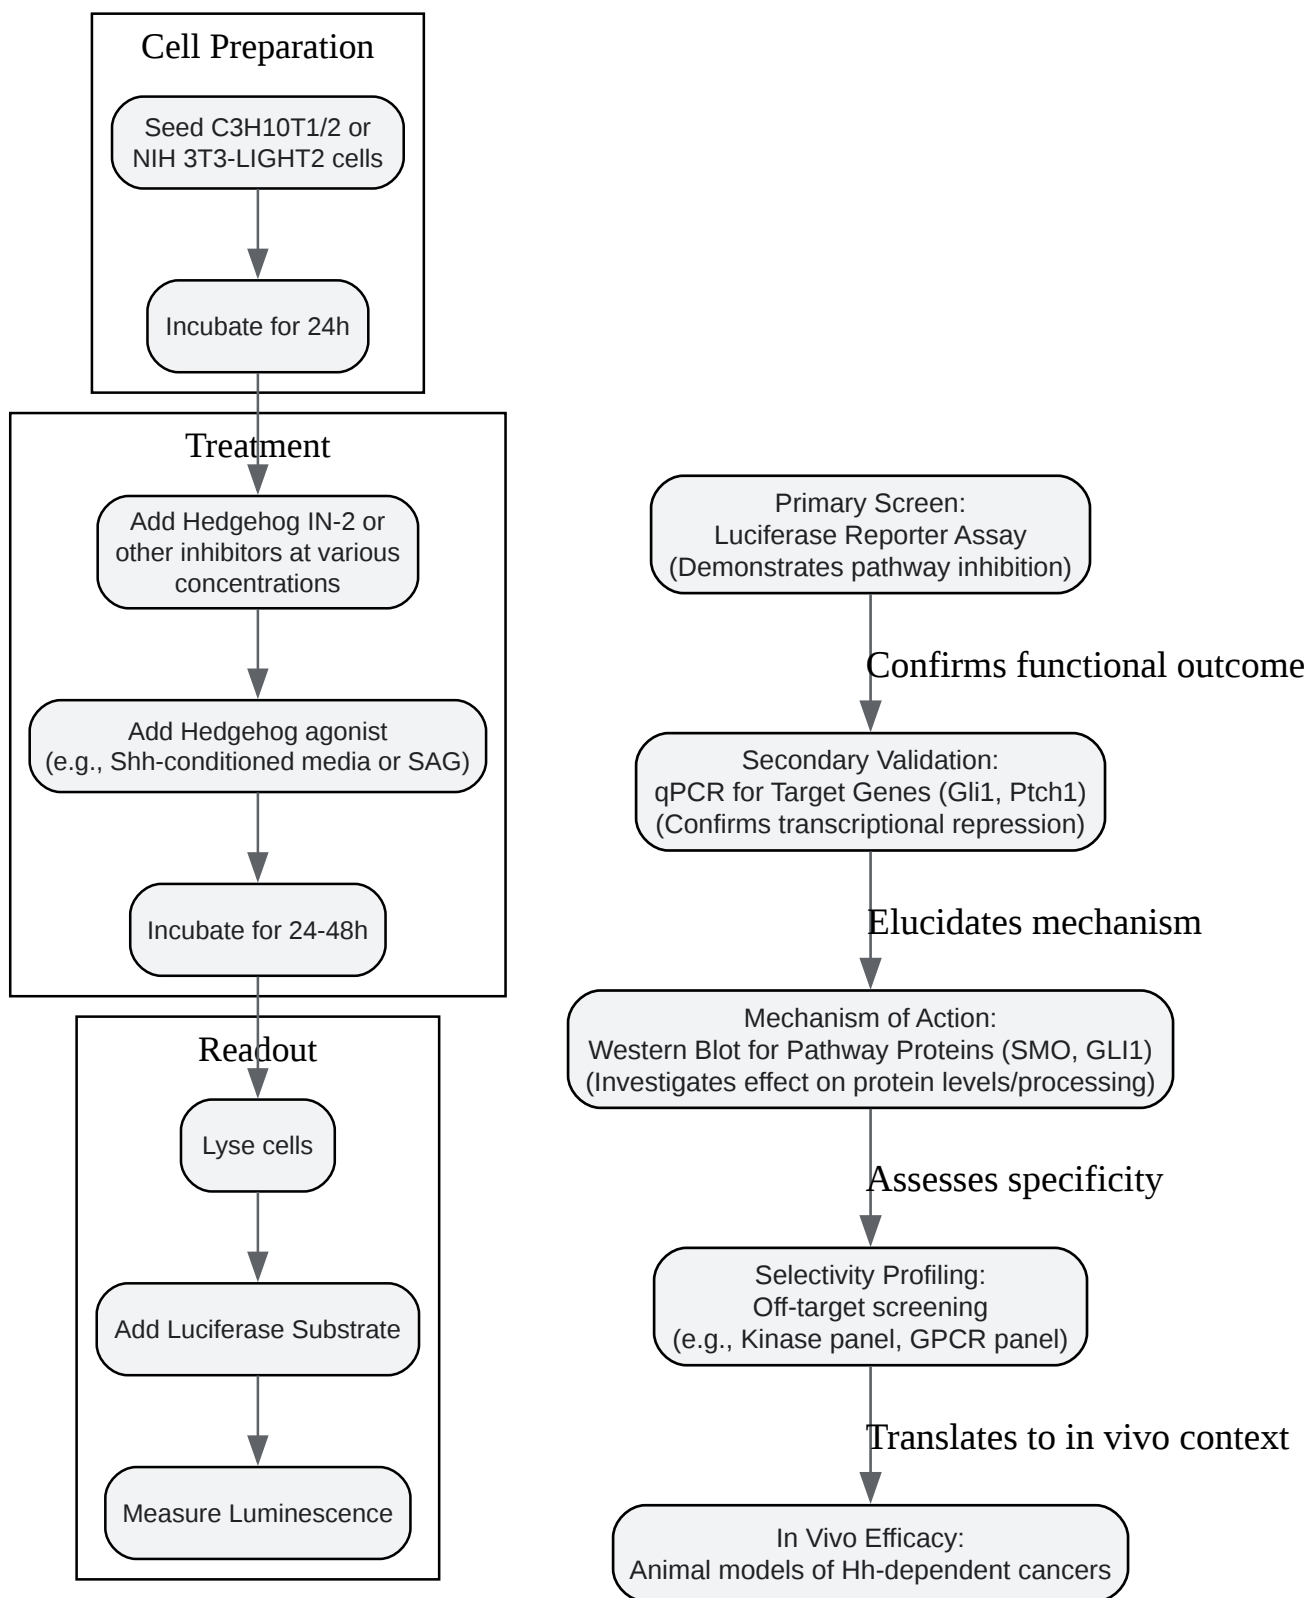 Cell Preparation
Seed C3H10T1/2 or
NIH 3T3-LIGHT2 cells
Incubate for 24h
Treatment
Add Hedgehog IN-2 or
other inhibitors at various
concentrations
Add Hedgehog agonist
(e.g., Shh-conditioned media or SAG)
Incubate for 24-48h
Readout
Lyse cells
Add Luciferase Substrate
Measure Luminescence
Primary Screen:
Luciferase Reporter Assay
(Demonstrates pathway inhibition)
Confirms functional outcome
Secondary Validation:
qPCR for Target Genes (Gli1, Ptch1)
(Confirms transcriptional repression)
Elucidates mechanism
Mechanism of Action:
Western Blot for Pathway Proteins (SMO, GLI1)
(Investigates effect on protein levels/processing)
Assesses specificity
Selectivity Profiling:
Off-target screening
(e.g., Kinase panel, GPCR panel)
Translates to in vivo context
In Vivo Efficacy:
Animal models of Hh-dependent cancers